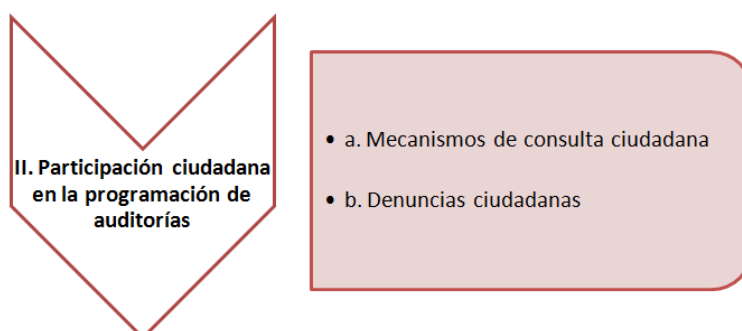 II. Participación ciudadana
en la programación de
auditorías
• a. Mecanismos de consulta ciudadana
• b. Denuncias ciudadanas